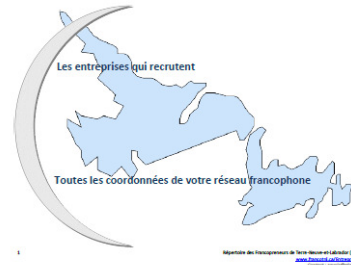 Les entreprises qui recrutent
Toutes les coordonnées de votre réseau francophone
1
Répertoire des Francopreneurs de Terre-Neuve-et-Labrador |